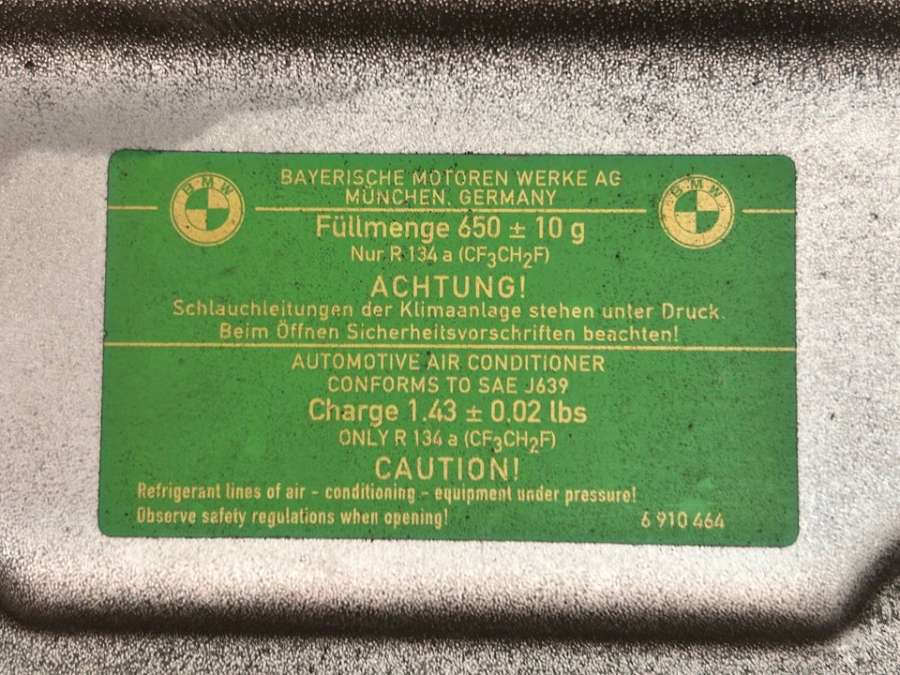 BMW
BAYERISCHE MOTOREN WERKE AG
MÜNCHEN, GERMANY
BMW
Füllmenge 650 ± 10 g
Nur R 134 a (CF₃CH₂F)
ACHTUNG!
Schlauchleitungen der Klimaanlage stehen unter Druck.
Beim Öffnen Sicherheitsvorschriften beachten!
AUTOMOTIVE AIR CONDITIONER
CONFORMS TO SAE J639
Charge 1.43 ± 0.02 lbs
ONLY R 134 a (CF₃CH₂F)
CAUTION!
Refrigerant lines of air - conditioning - equipment under pressure!
Observe safety regulations when opening!
6 910 464